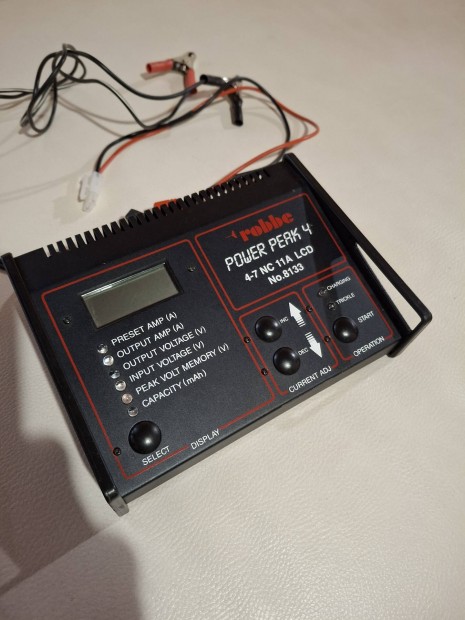 robbe
POWER PEAK 4
4-7 NC 11A LCD
No.8133
PRESET AMP (A)
OUTPUT AMP (A)
OUTPUT VOLTAGE (V)
INPUT VOLTAGE (V)
PEAK VOLT MEMORY (V)
CAPACITY (mAh)
SELECT
DISPLAY
INC
DEC
CURRENT ADJ
CHARGING
TRICKLE
START
OPERATION